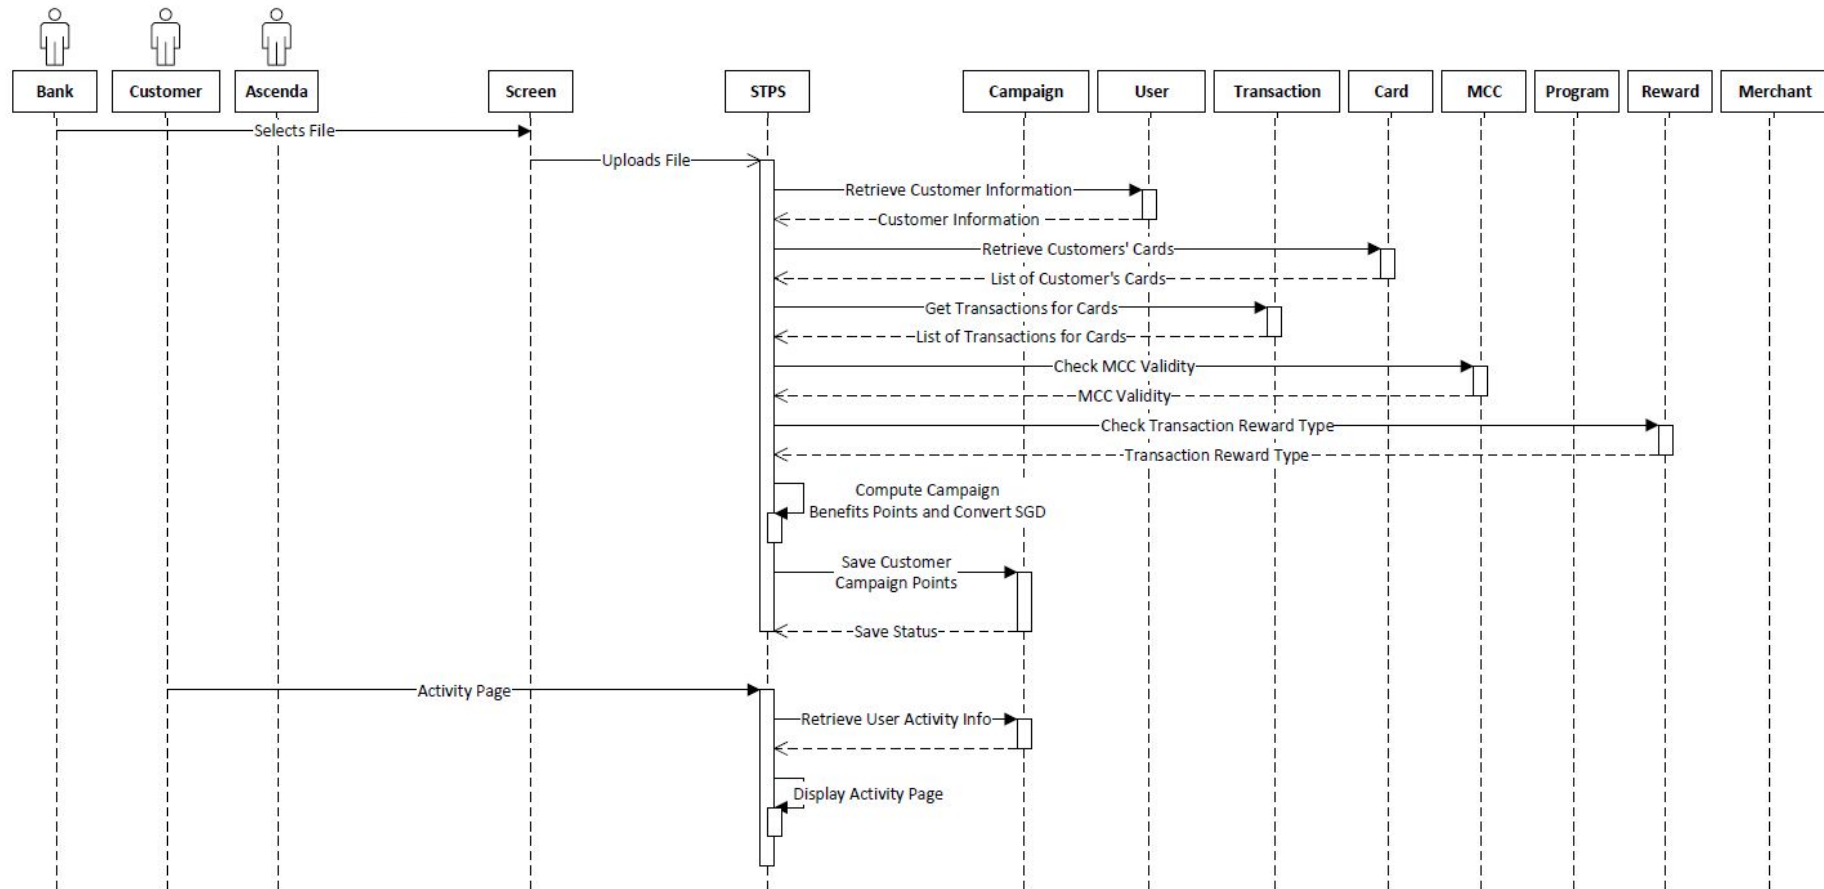 Bank
Customer
Ascenda
Screen
STPS
Campaign
User
Transaction
Card
MCC
Program
Reward
Merchant
Selects File
Uploads File
Retrieve Customer Information
Customer Information
Retrieve Customers' Cards
List of Customer's Cards
Get Transactions for Cards
List of Transactions for Cards
Check MCC Validity
MCC Validity
Check Transaction Reward Type
Transaction Reward Type
Compute Campaign
Benefits Points and Convert SGD
Save Customer
Campaign Points
Save Status
Activity Page
Retrieve User Activity Info
Display Activity Page